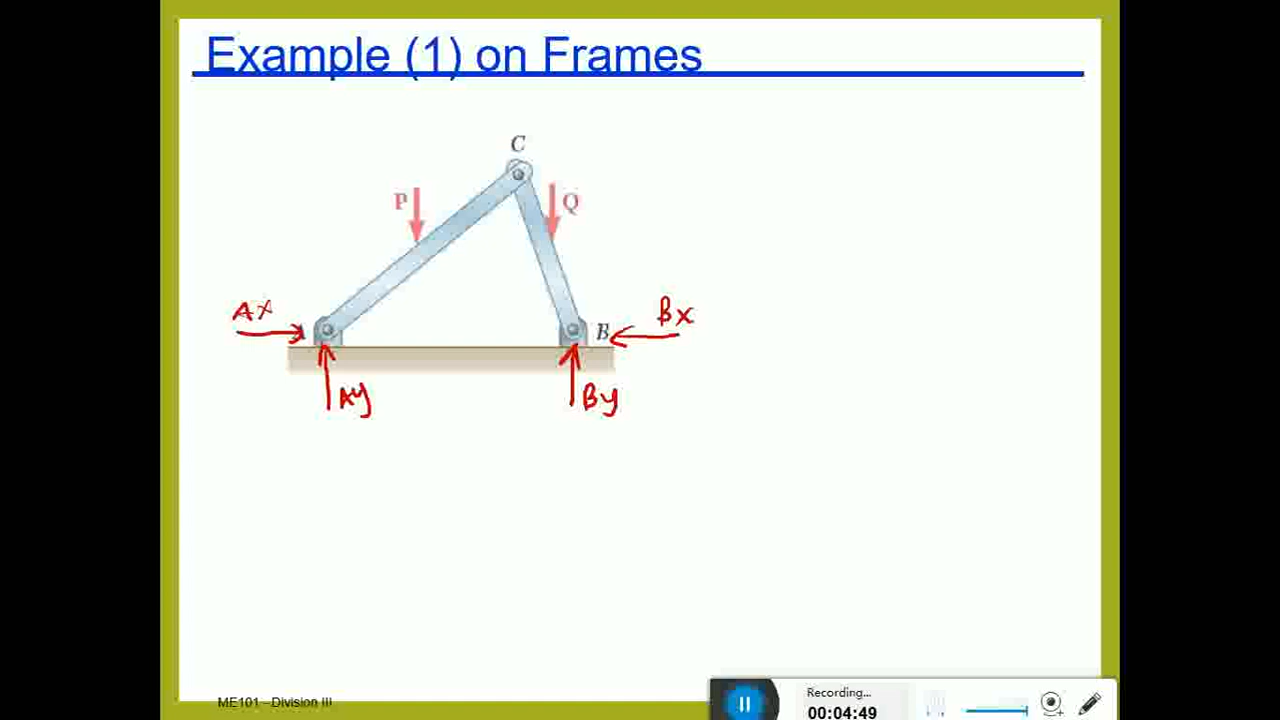 Example (1) on Frames
C
P
Q
Ax
A
B
Bx
Ay
By
ME101 - Division III
Recording...
00:04:49